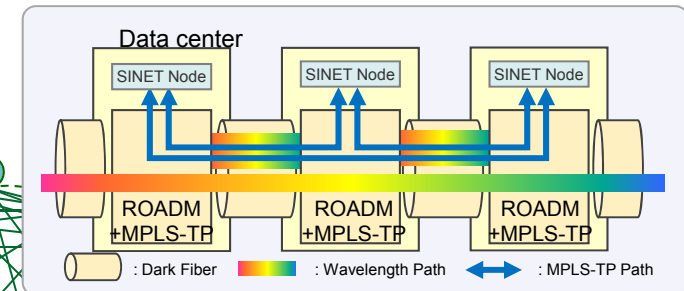 Data center
SINET Node
SINET Node
SINET Node
ROADM
+MPLS-TP
ROADM
+MPLS-TP
ROADM
+MPLS-TP
: Dark Fiber
: Wavelength Path
: MPLS-TP Path